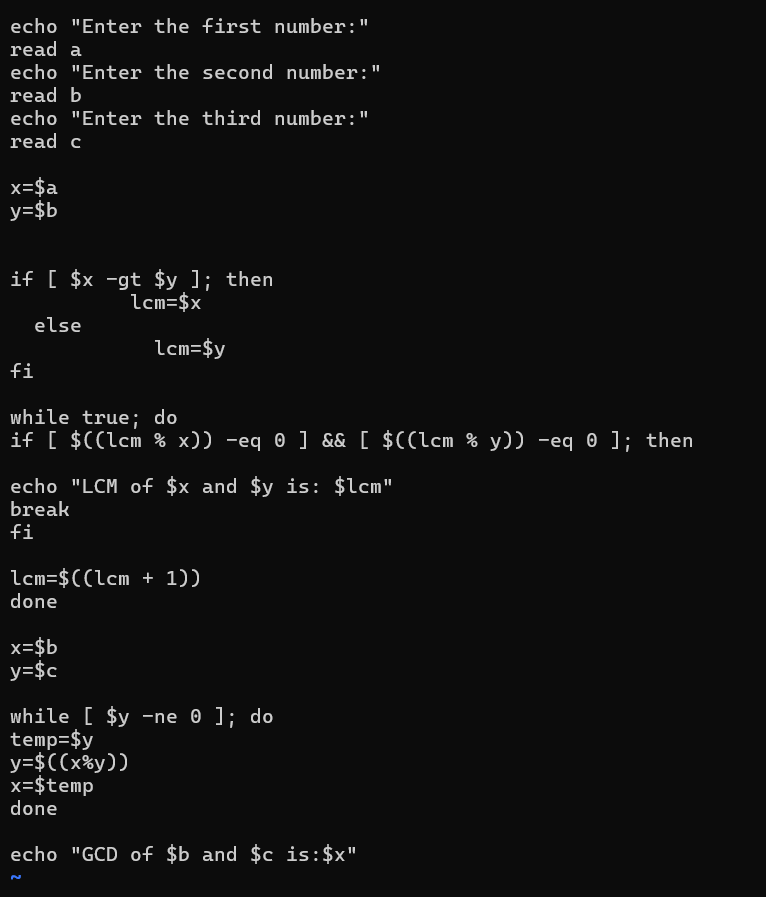 echo "Enter the first number:"
read a
echo "Enter the second number:"
read b
echo "Enter the third number:"
read c
x=$a
y=$b
if [ $x -gt $y ]; then
lcm=$x
else
lcm=$y
fi
while true; do
if [ $((lcm % x)) -eq 0 ] && [ $((lcm % y)) -eq 0 ]; then
echo "LCM of $x and $y is: $lcm"
break
fi
lcm=$((lcm + 1))
done
x=$b
y=$c
while [ $y -ne 0 ]; do
temp=$y
y=$((x%y))
x=$temp
done
echo "GCD of $b and $c is:$x"
~